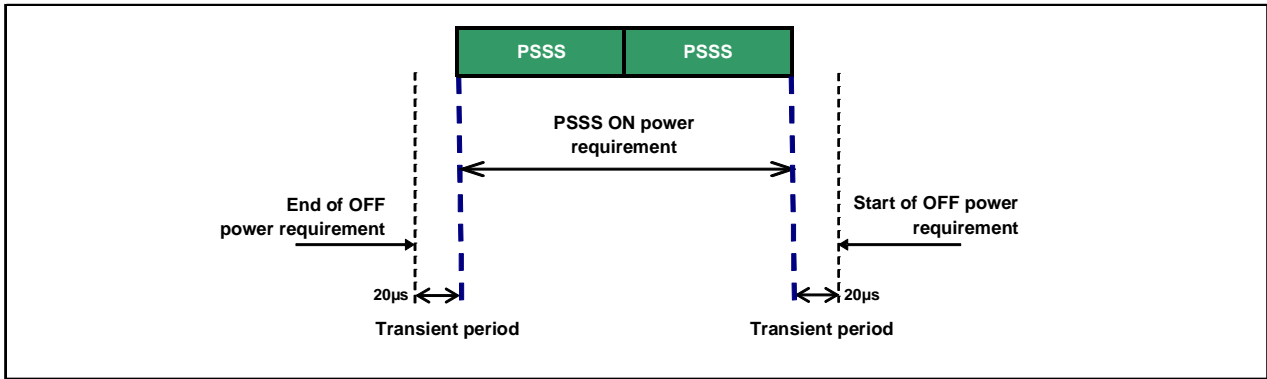 PSSS PSSS
PSSS ON power
requirement
End of OFF
power requirement
Start of OFF power
requirement
20µs
20µs
Transient period
Transient period